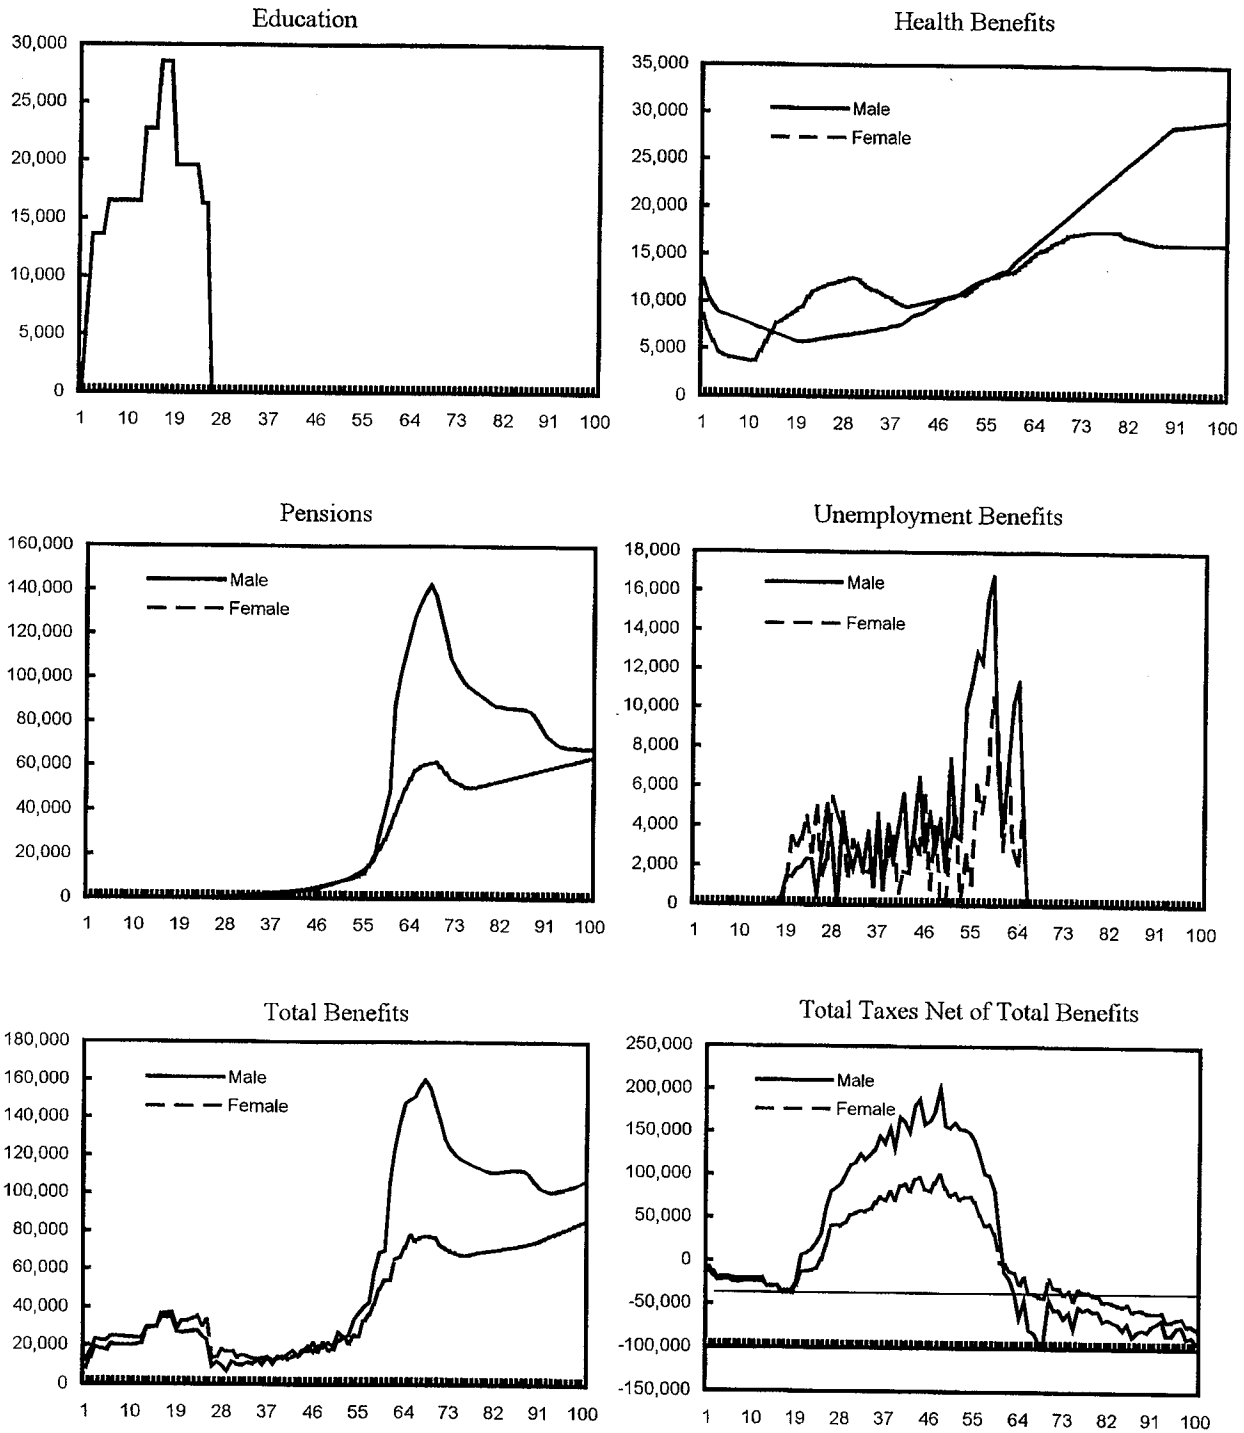 Education
30,000
25,000
20,000
15,000
10,000
5,000
0
1 10 19 28 37 46 55 64 73 82 91 100
Health Benefits
35,000
30,000
25,000
20,000
15,000
10,000
5,000
0
Male
Female
1 10 19 28 37 46 55 64 73 82 91 100
Pensions
160,000
140,000
120,000
100,000
80,000
60,000
40,000
20,000
0
Male
Female
1 10 19 28 37 46 55 64 73 82 91 100
Unemployment Benefits
18,000
16,000
14,000
12,000
10,000
8,000
6,000
4,000
2,000
0
Male
Female
1 10 19 28 37 46 55 64 73 82 91 100
Total Benefits
180,000
160,000
140,000
120,000
100,000
80,000
60,000
40,000
20,000
0
Male
Female
1 10 19 28 37 46 55 64 73 82 91 100
Total Taxes Net of Total Benefits
250,000
200,000
150,000
100,000
50,000
0
-50,000
-100,000
-150,000
Male
Female
1 10 19 28 37 46 55 64 73 82 91 100